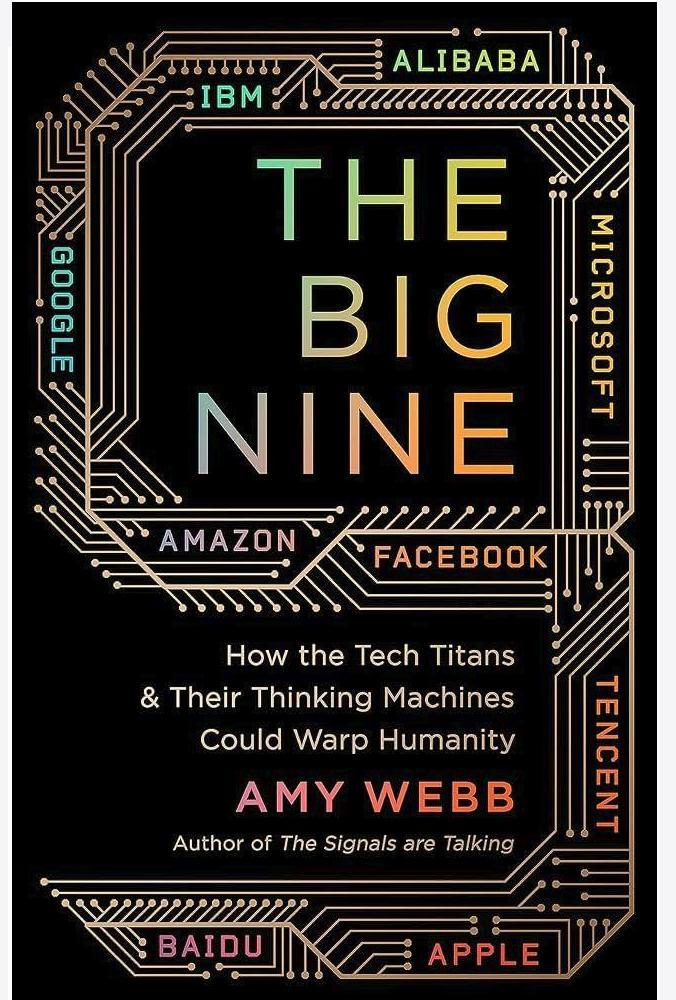 ALIBABA
IBM
THE
BIG
NINE
GOOGLE
MICROSOFT
AMAZON
FACEBOOK
How the Tech Titans
& Their Thinking Machines
Could Warp Humanity
AMY WEBB
Author of The Signals are Talking
TENCENT
BAIDU
APPLE